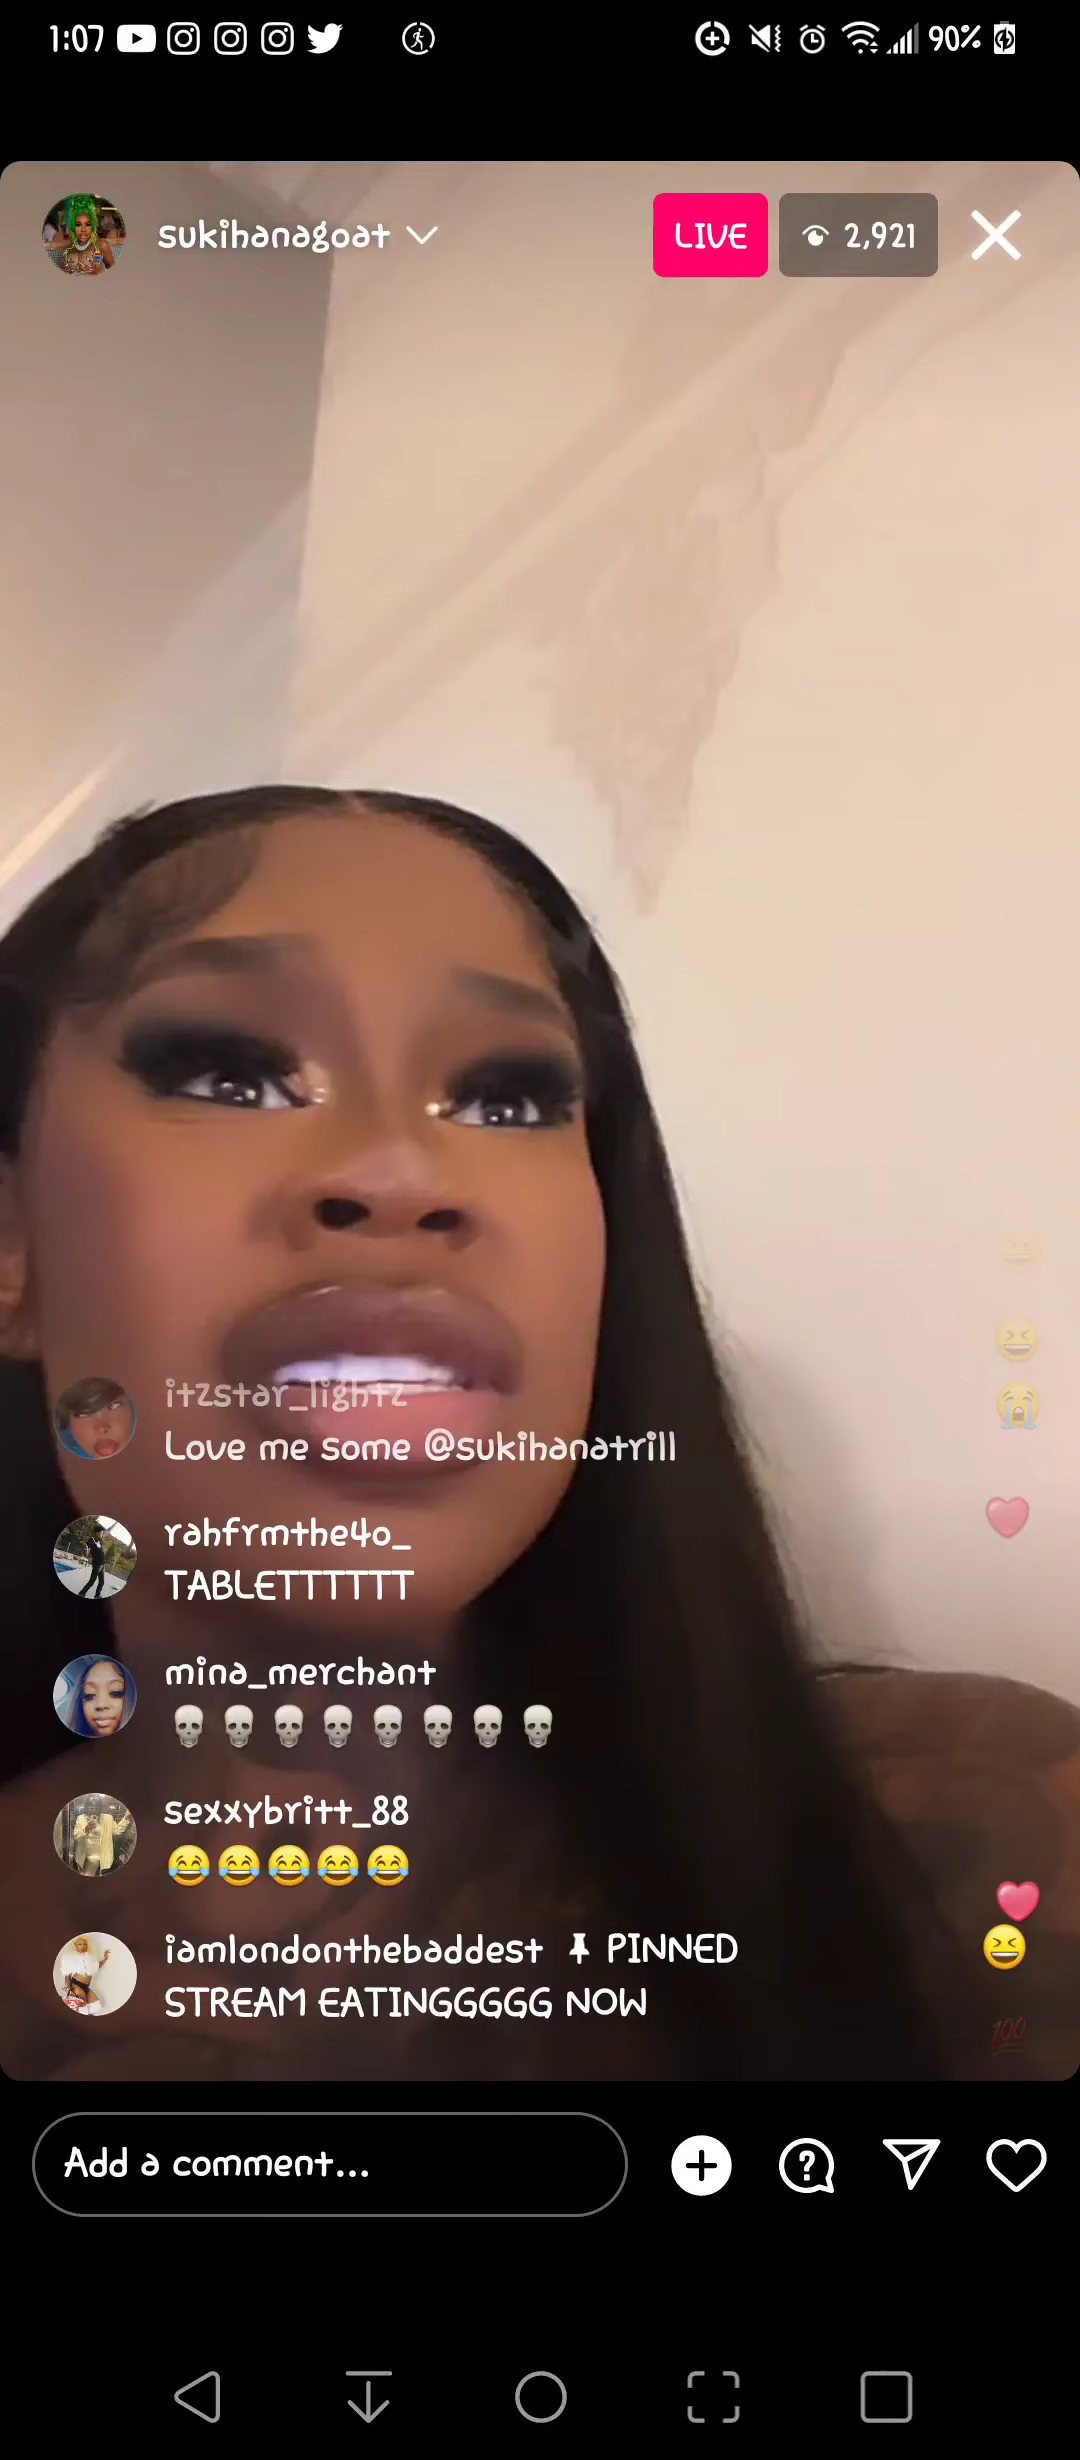 1:07
90%
sukihanagoat
LIVE
2,921
itzstar_lightz
Love me some @sukihanatrill
rahfrmthe4o_
TABLETTTTTT
mina_merchant
💀💀💀💀💀💀💀💀
sexxybritt_88
😂😂😂😂😂
iamlondonthebaddest 📌 PINNED
STREAM EATINGGGGG NOW
100
Add a comment...